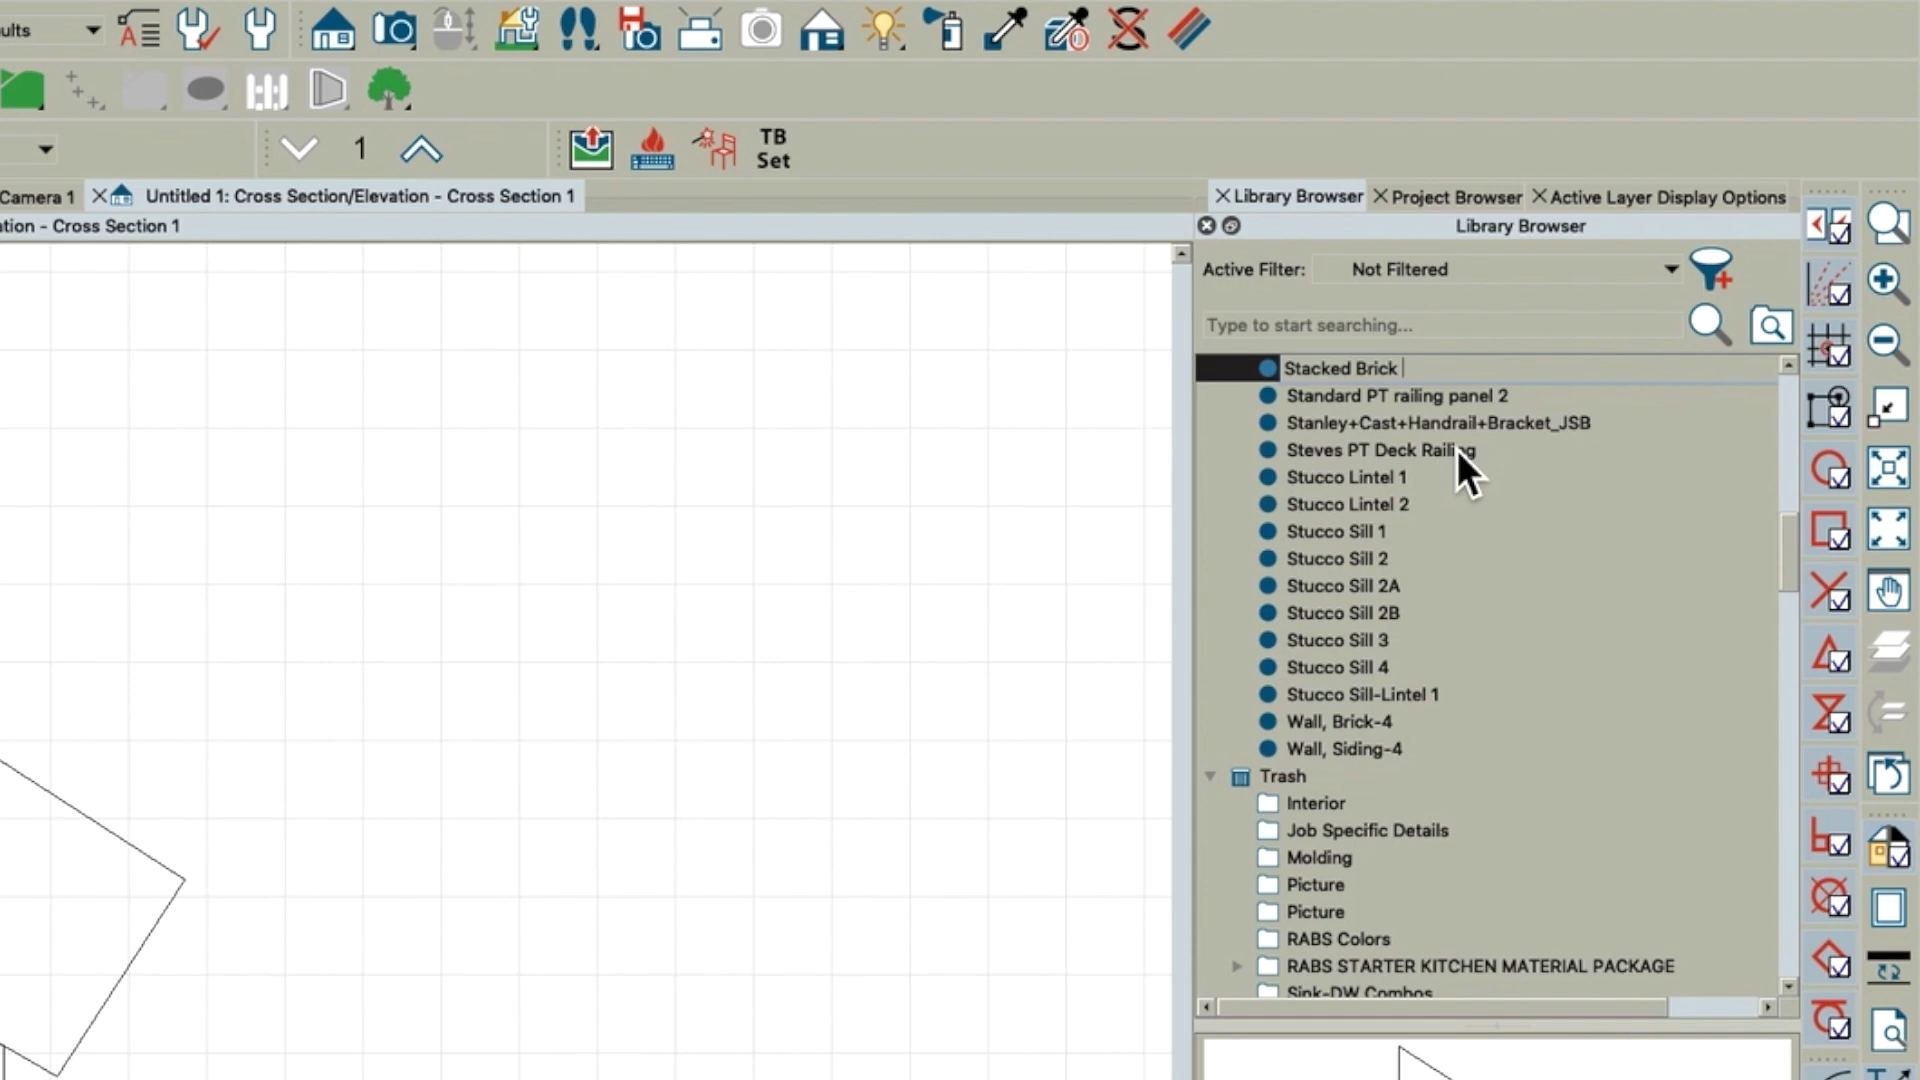 ults
1
TB
Set
Camera 1
Untitled 1: Cross Section/Elevation - Cross Section 1
Library Browser
Project Browser
Active Layer Display Options
ation - Cross Section 1
Library Browser
Active Filter:
Not Filtered
Type to start searching...
Stacked Brick
Standard PT railing panel 2
Stanley+Cast+Handrail+Bracket_JSB
Steves PT Deck Railing
Stucco Lintel 1
Stucco Lintel 2
Stucco Sill 1
Stucco Sill 2
Stucco Sill 2A
Stucco Sill 2B
Stucco Sill 3
Stucco Sill 4
Stucco Sill-Lintel 1
Wall, Brick-4
Wall, Siding-4
Trash
Interior
Job Specific Details
Molding
Picture
Picture
RABS Colors
RABS STARTER KITCHEN MATERIAL PACKAGE
Sink-DW Combos